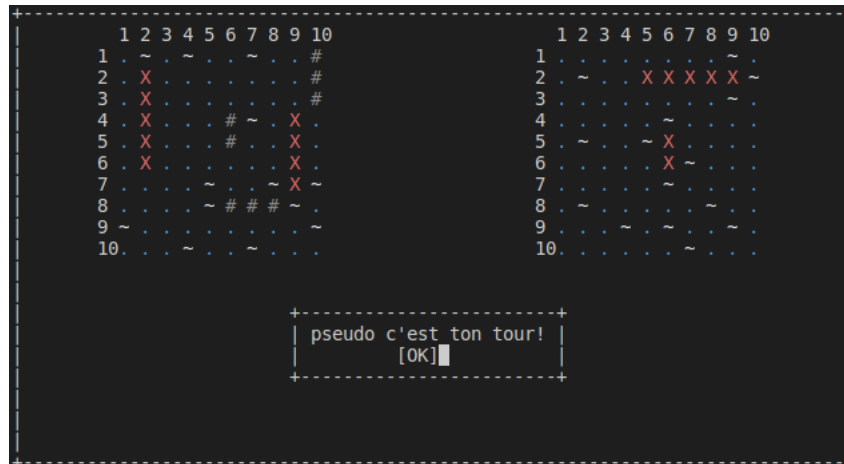 1 2 3 4 5 6 7 8 9 10 1 2 3 4 5 6 7 8 9 10
1 . ~ . ~ . . ~ . . # 1 . . . . . . . . ~ .
2 . X . . . . . . . # 2 . ~ . . X X X X X ~
3 . X . . . . . . . # 3 . . . . . . . . ~ .
4 . X . . . # ~ . X . 4 . . . . . ~ . . . .
5 . X . . . # . . X . 5 . ~ . . ~ X . . . .
6 . X . . . . . . X . 6 . . . . . X ~ . . .
7 . . . . ~ . . ~ X ~ 7 . . . . . ~ . . . .
8 . . . . ~ # # # ~ . 8 . ~ . . . . . ~ . .
9 ~ . . . . . . . . ~ 9 . . . ~ . ~ . . ~ .
10. . . ~ . . ~ . . . 10. . . . . . ~ . . .
pseudo c'est ton tour!
[OK]